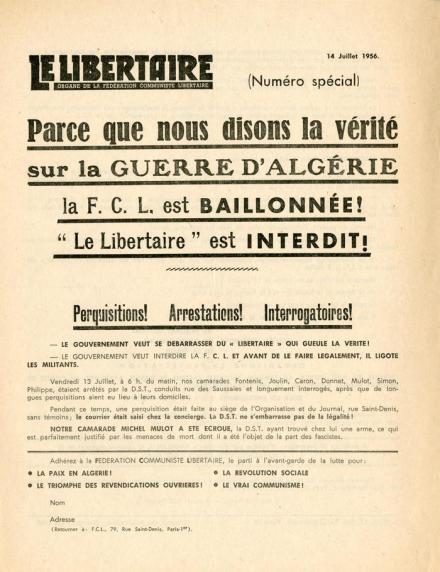 LE LIBERTAIRE
ORGANE DE LA FÉDÉRATION COMMUNISTE LIBERTAIRE
14 Juillet 1956.
(Numéro spécial)
Parce que nous disons la vérité
sur la GUERRE D'ALGÉRIE
la F. C. L. est BAILLONNÉE!
“ Le Libertaire ” est INTERDIT!
Perquisitions! Arrestations! Interrogatoires!
— LE GOUVERNEMENT VEUT SE DEBARRASSER DU « LIBERTAIRE » QUI GUEULE LA VERITE!
— LE GOUVERNEMENT VEUT INTERDIRE LA F. C. L. ET AVANT DE LE FAIRE LEGALEMENT, IL LIGOTE
LES MILITANTS.
Vendredi 13 Juillet, à 6 h. du matin, nos camarades Fontenis, Joulin, Caron, Donnet, Mulot, Simon,
Philippe, étaient arrêtés par la D.S.T., conduits rue des Saussaies et longuement interrogés, après que de lon-
gues perquisitions aient eu lieu à leurs domiciles.
Pendant ce temps, une perquisition était faite au siège de l'Organisation et du Journal, rue Saint-Denis,
sans témoins; le courrier était saisi chez la concierge. La D.S.T. ne s'embarrasse pas de la légalité!
NOTRE CAMARADE MICHEL MULOT A ETE ECROUE, la D.S.T. ayant trouvé chez lui une arme, ce qui
est parfaitement justifié par les menaces de mort dont il a été l'objet de la part des fascistes.
Adhérez à la FEDERATION COMMUNISTE LIBERTAIRE, le parti à l'avant-garde de la lutte pour :
● LA PAIX EN ALGERIE!
● LA REVOLUTION SOCIALE
● LE TRIOMPHE DES REVENDICATIONS OUVRIERES!
● LE VRAI COMMUNISME!
Nom
Adresse
(Retourner à : F.C.L., 79, Rue Saint-Denis, Paris-1er).